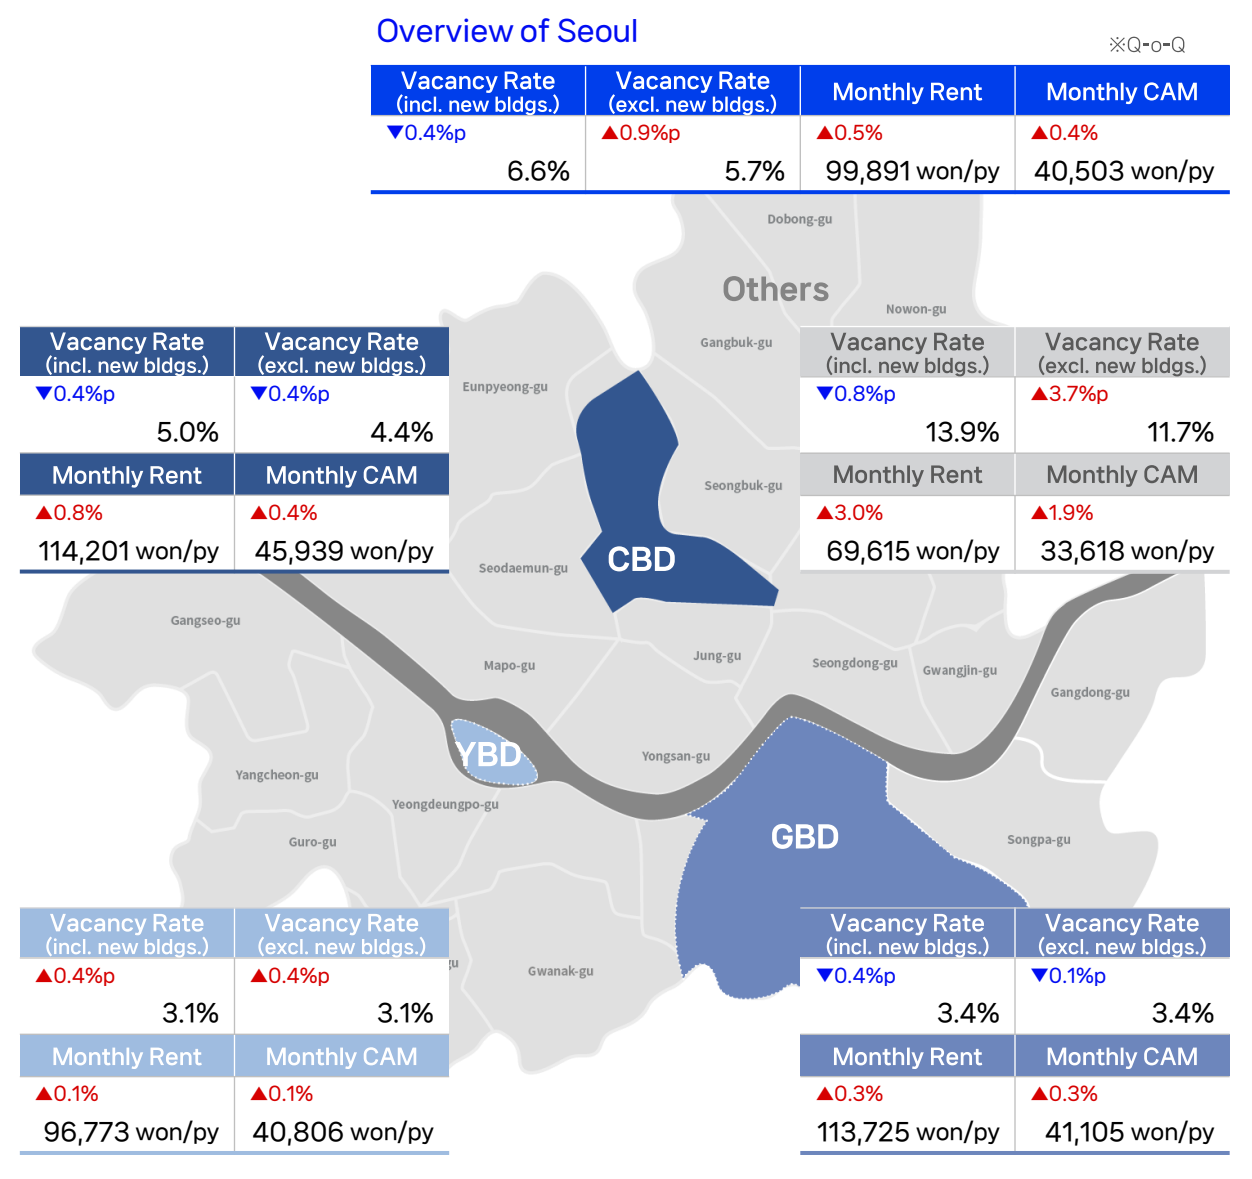 Overview of Seoul
※Q-o-Q
Vacancy Rate (incl. new bldgs.)
Vacancy Rate (excl. new bldgs.)
Monthly Rent
Monthly CAM
▼0.4%p
▲0.9%p
▲0.5%
▲0.4%
6.6%
5.7%
99,891 won/py
40,503 won/py
Dobong-gu
Others
Nowon-gu
Gangbuk-gu
Eunpyeong-gu
Vacancy Rate (incl. new bldgs.)
Vacancy Rate (excl. new bldgs.)
▼0.4%p
▼0.4%p
5.0%
4.4%
Monthly Rent
Monthly CAM
▲0.8%
▲0.4%
114,201 won/py
45,939 won/py
Vacancy Rate (incl. new bldgs.)
Vacancy Rate (excl. new bldgs.)
▼0.8%p
▲3.7%p
13.9%
11.7%
Monthly Rent
Monthly CAM
▲3.0%
▲1.9%
69,615 won/py
33,618 won/py
Seongbuk-gu
CBD
Seodaemun-gu
Gangseo-gu
Mapo-gu
Jung-gu
Seongdong-gu
Gwangjin-gu
Gangdong-gu
YBD
Yongsan-gu
Yangcheon-gu
Yeongdeungpo-gu
Guro-gu
GBD
Songpa-gu
gu
Gwanak-gu
Vacancy Rate (incl. new bldgs.)
Vacancy Rate (excl. new bldgs.)
▲0.4%p
▲0.4%p
3.1%
3.1%
Monthly Rent
Monthly CAM
▲0.1%
▲0.1%
96,773 won/py
40,806 won/py
Vacancy Rate (incl. new bldgs.)
Vacancy Rate (excl. new bldgs.)
▼0.4%p
▼0.1%p
3.4%
3.4%
Monthly Rent
Monthly CAM
▲0.3%
▲0.3%
113,725 won/py
41,105 won/py